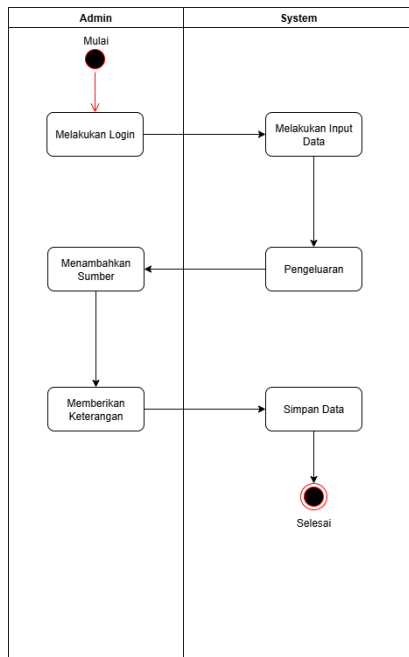 Admin
System
Mulai
Melakukan Login
Melakukan Input
Data
Menambahkan
Sumber
Pengeluaran
Memberikan
Keterangan
Simpan Data
Selesai